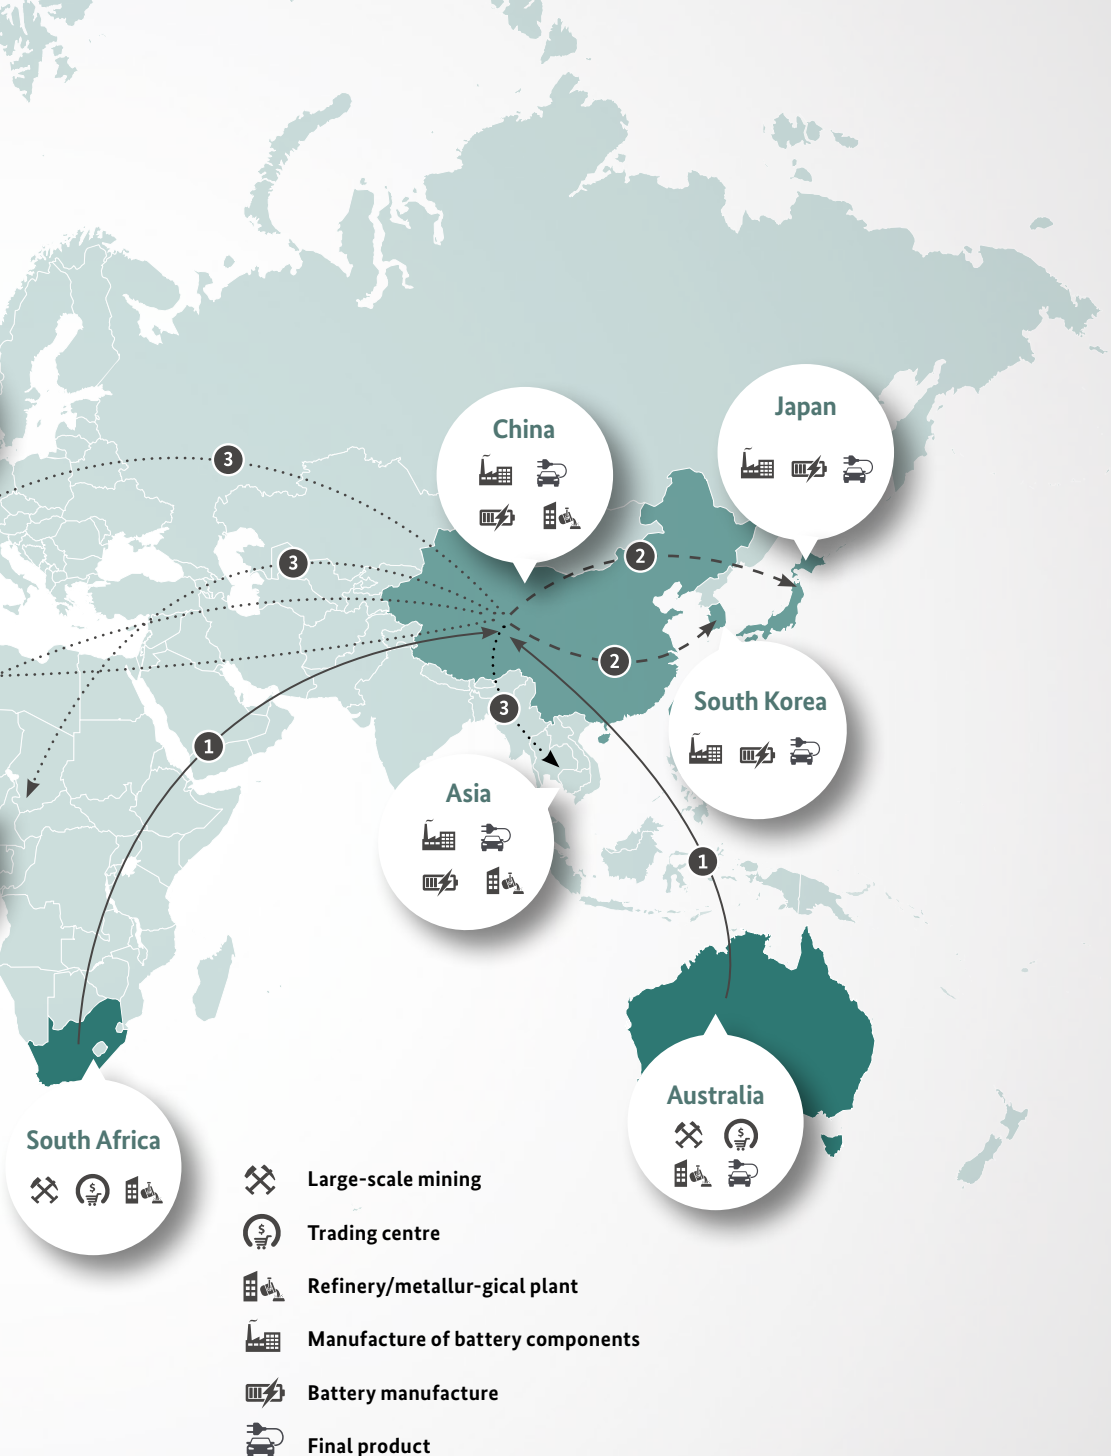 3
China
Japan
3
2
2
South Korea
3
1
Asia
1
Australia
South Africa
$
$
Large-scale mining
$
Trading centre
Refinery/metallur-gical plant
Manufacture of battery components
Battery manufacture
Final product